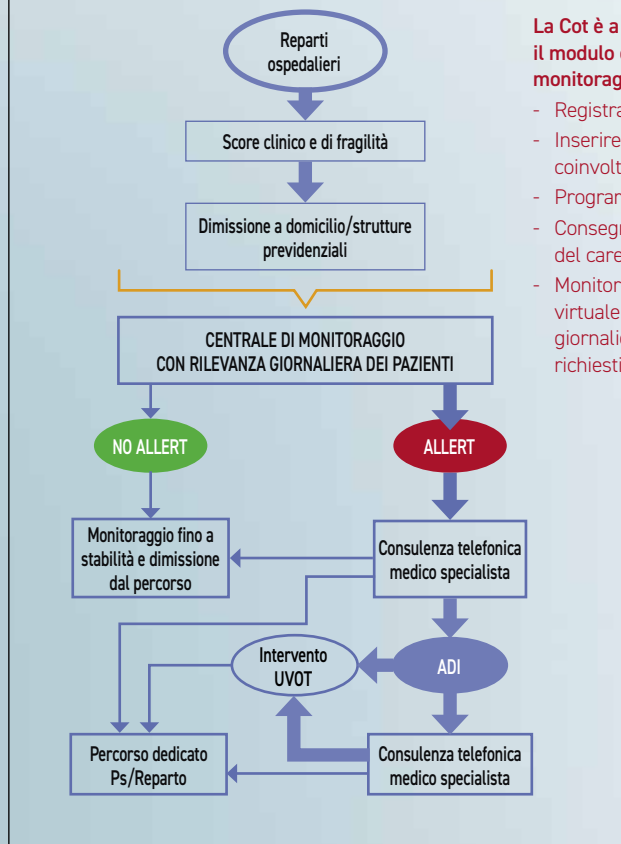 Reparti
ospedalieri
Score clinico e di fragilità
Dimissione a domicilio/strutture
previdenziali
CENTRALE DI MONITORAGGIO
CON RILEVANZA GIORNALIERA DEI PAZIENTI
NO ALLERT
ALLERT
Monitoraggio fino a
stabilità e dimissione
dal percorso
Consulenza telefonica
medico specialista
Intervento
UVOT
ADI
Percorso dedicato
Ps/Reparto
Consulenza telefonica
medico specialista
La Cot è a
il modulo
monitorag
- Registra
- Inserire
coinvolt
- Program
- Consegn
del care
- Monitor
virtuale
giornali
richiesti